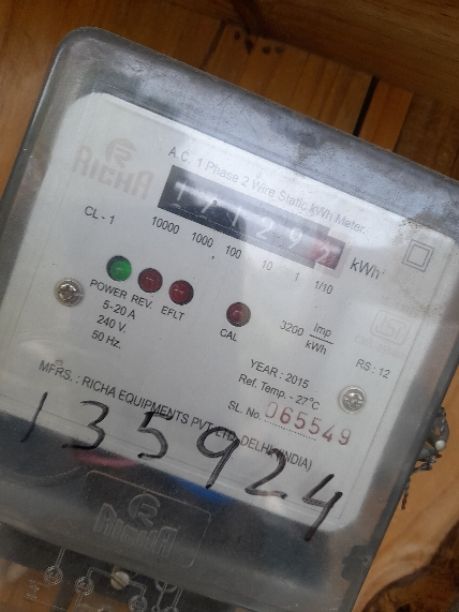 RICHA
A.C. 1 Phase 2 Wire Static kWh Meter.
CL - 1
10000 1000 100 10 1 1/10
kWh
POWER REV. EFLT
CAL
5-20 A
240 V.
50 Hz.
3200 Imp/kWh
RS : 12
YEAR : 2015
Ref. Temp. - 27°C
SL. No. 065549
MFRS. : RICHA EQUIPMENTS PVT. LTD. DELHI (INDIA)
135924
RICHA